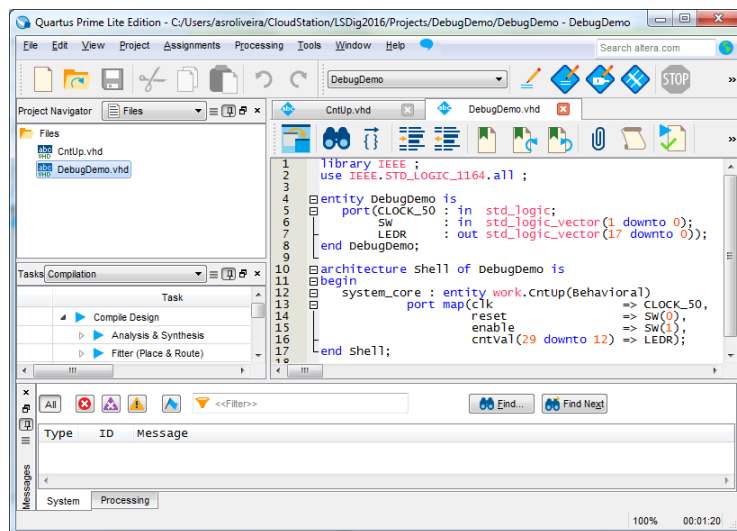 Quartus Prime Lite Edition - C:/Users/asroliveira/CloudStation/LSDig2016/Projects/DebugDemo/DebugDemo - DebugDemo
File Edit View Project Assignments Processing Tools Window Help Search altera.com
DebugDemo STOP »
Project Navigator Files
Files
abc VHD CntUp.vhd
abc VHD DebugDemo.vhd
abc CntUp.vhd abc DebugDemo.vhd
»
1 library IEEE ;
2 use IEEE.STD_LOGIC_1164.all ;
3
4 entity DebugDemo is
5 port(CLOCK_50 : in std_logic;
6 SW : in std_logic_vector(1 downto 0);
7 LEDR : out std_logic_vector(17 downto 0));
8 end DebugDemo;
9
10 architecture Shell of DebugDemo is
11 begin
12 system_core : entity work.CntUp(Behavioral)
13 port map(clk => CLOCK_50,
14 reset => SW(0),
15 enable => SW(1),
16 cntVal(29 downto 12) => LEDR);
17 end Shell;
18
Tasks Compilation
Task
Compile Design
Analysis & Synthesis
Fitter (Place & Route)
All <<Filter>> Find... Find Next
Type ID Message
Messages
System Processing
100% 00:01:20